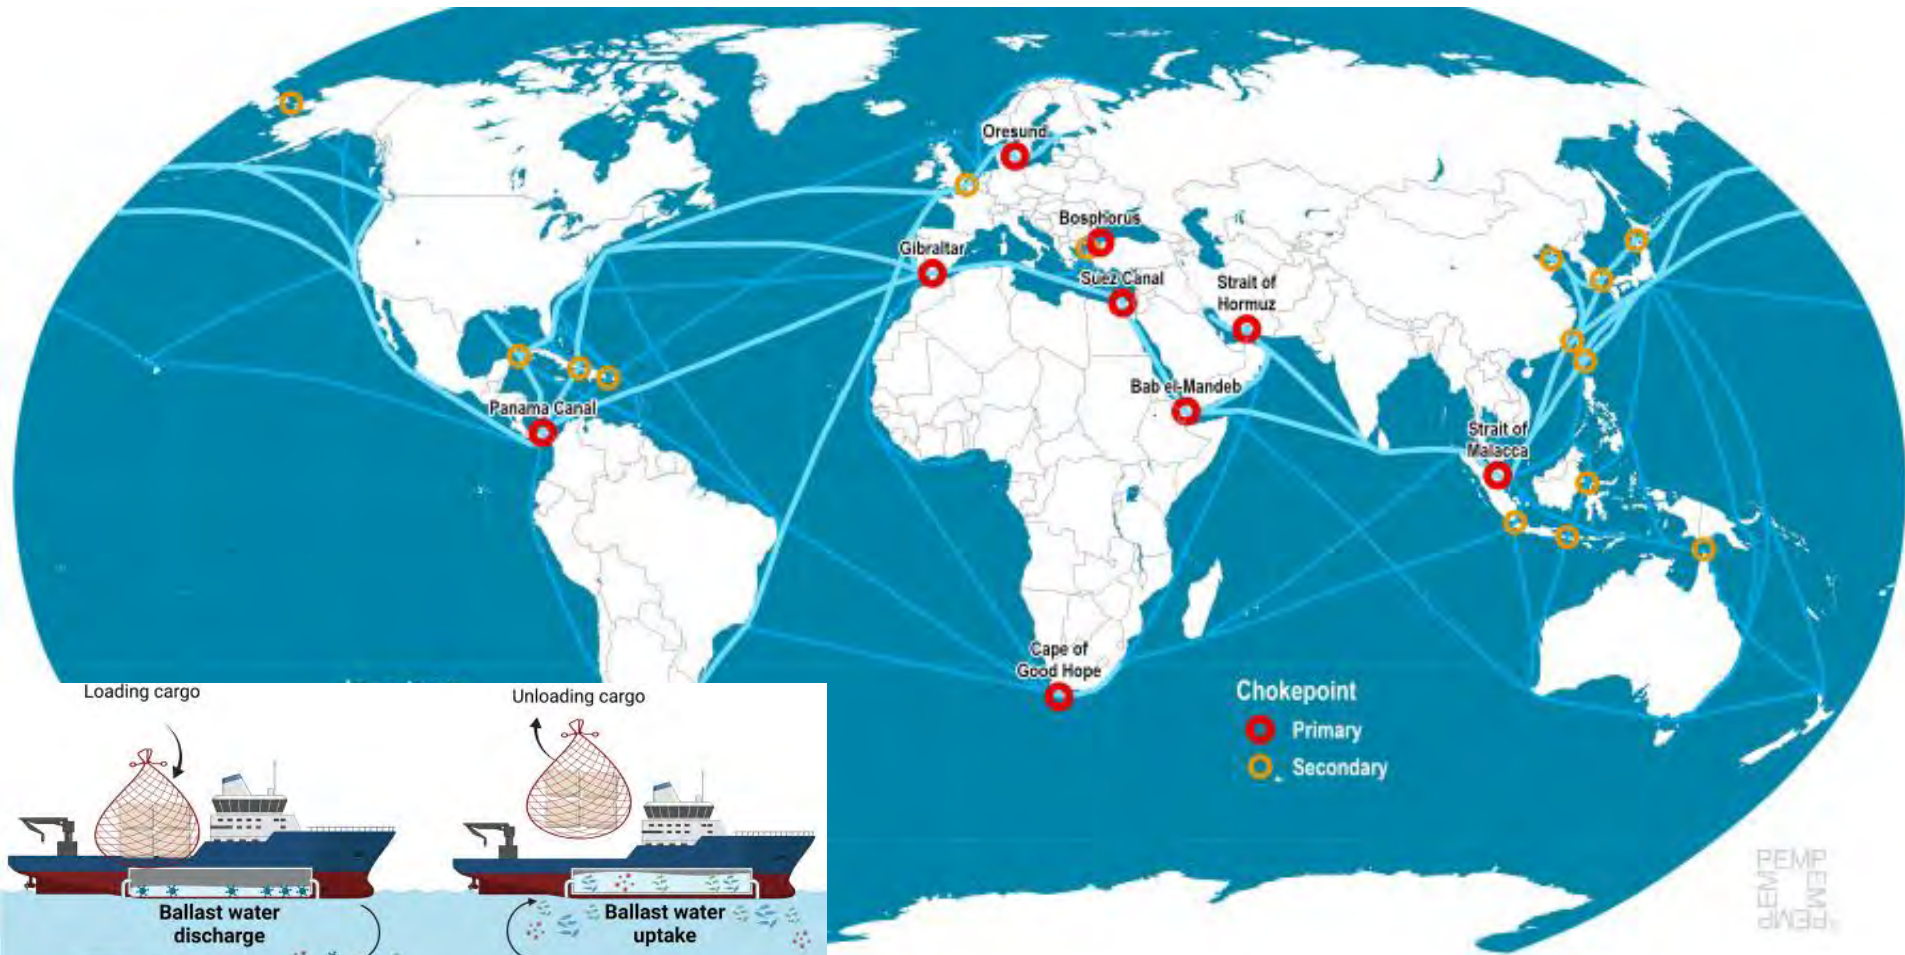 Oresund
Bosphorus
Gibraltar
Suez Canal
Strait of
Hormuz
Bab el-Mandeb
Panama Canal
Strait of
Malacca
Cape of
Good Hope
Chokepoint
Primary
Secondary
Loading cargo
Unloading cargo
Ballast water
discharge
Ballast water
uptake
PEMP